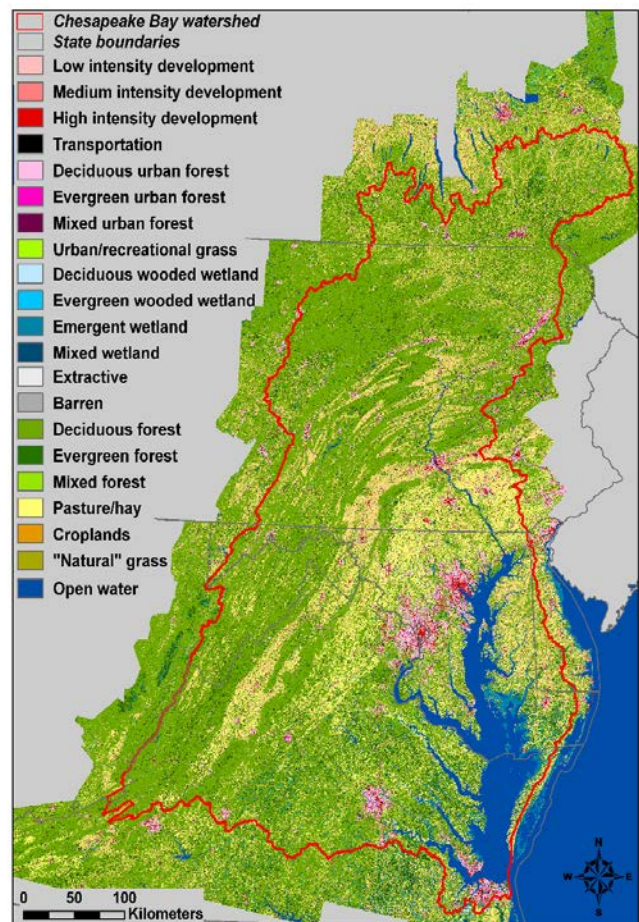 Chesapeake Bay watershed
State boundaries
Low intensity development
Medium intensity development
High intensity development
Transportation
Deciduous urban forest
Evergreen urban forest
Mixed urban forest
Urban/recreational grass
Deciduous wooded wetland
Evergreen wooded wetland
Emergent wetland
Mixed wetland
Extractive
Barren
Deciduous forest
Evergreen forest
Mixed forest
Pasture/hay
Croplands
"Natural" grass
Open water
N
W E
S
0 50 100
Kilometers